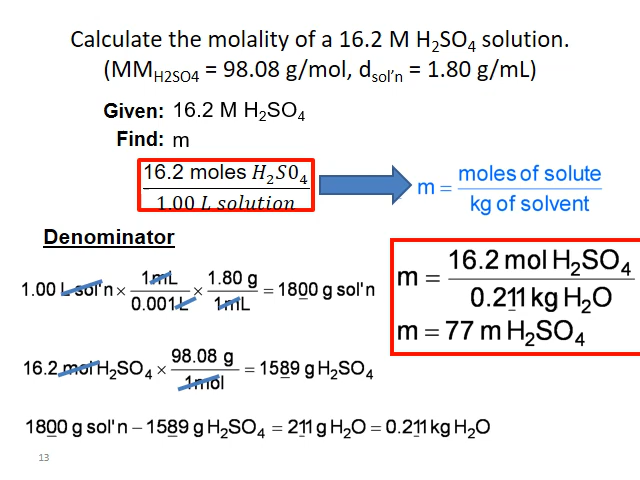 Calculate the molality of a 16.2 M H₂SO₄ solution.
(MM_H2SO4 = 98.08 g/mol, d_sol'n = 1.80 g/mL)
Given: 16.2 M H₂SO₄
Find: m
16.2 moles H₂SO₄ / 1.00 L solution
m = moles of solute / kg of solvent
Denominator
1.00 L sol'n × 1mL / 0.001L × 1.80 g / 1mL = 1800 g sol'n
m = 16.2 mol H₂SO₄ / 0.211 kg H₂O
m = 77 m H₂SO₄
16.2 mol H₂SO₄ × 98.08 g / 1mol = 1589 g H₂SO₄
1800 g sol'n − 1589 g H₂SO₄ = 211 g H₂O = 0.211 kg H₂O
13